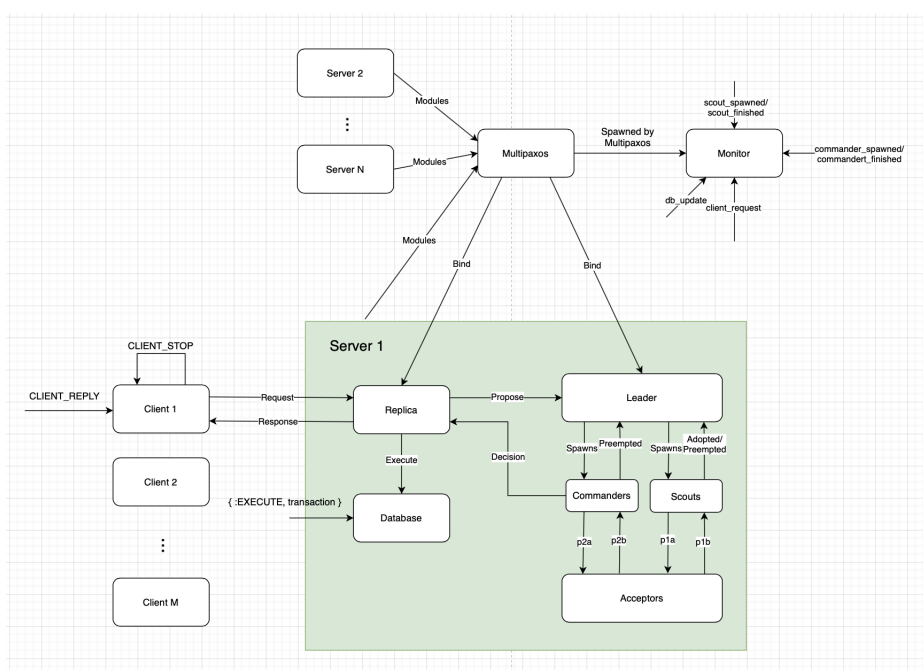 Server 2
Modules
scout_spawned/
scout_finished
Spawned by
Multipaxos
Multipaxos
Monitor
commander_spawned/
commandert_finished
Server N
Modules
db_update
client_request
Modules
Bind
Bind
Server 1
CLIENT_STOP
CLIENT_REPLY
Client 1
Request
Response
Replica
Propose
Leader
Execute
Decision
Spawns
Preempted
Spawns
Adopted/
Preempted
Client 2
{ :EXECUTE, transaction }
Database
Commanders
Scouts
p2a
p2b
p1a
p1b
Client M
Acceptors